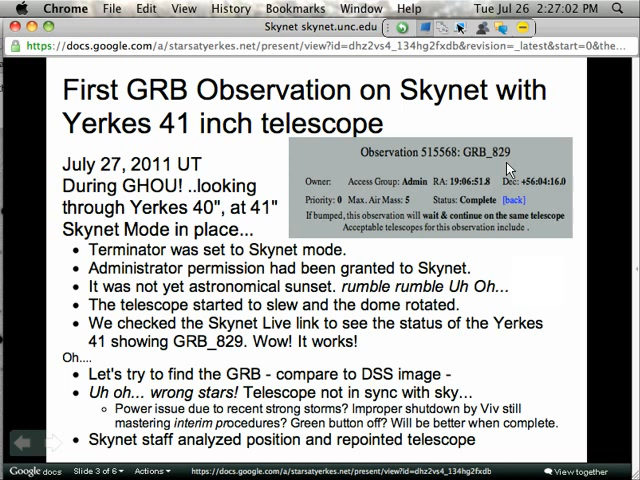 Chrome File Edit View History Bookmarks Window Help Tue Jul 26 2:27:02 PM
Skynet skynet.unc.edu
https://docs.google.com/a/starsatyerkes.net/present/view?id=dhz2vs4_134hg2fxdb&revision=_latest&start=0&the...
First GRB Observation on Skynet with
Yerkes 41 inch telescope
July 27, 2011 UT
During GHOU! ..looking
through Yerkes 40", at 41"
Skynet Mode in place...
Observation 515568: GRB_829
Owner: Access Group: Admin RA: 19:06:51.8 Dec: +56:04:16.0
Priority: 0 Max. Air Mass: 5 Status: Complete [back]
If bumped, this observation will wait & continue on the same telescope
Acceptable telescopes for this observation include .
• Terminator was set to Skynet mode.
• Administrator permission had been granted to Skynet.
• It was not yet astronomical sunset. rumble rumble Uh Oh...
• The telescope started to slew and the dome rotated.
• We checked the Skynet Live link to see the status of the Yerkes
41 showing GRB_829. Wow! It works!
Oh....
• Let's try to find the GRB - compare to DSS image -
• Uh oh... wrong stars! Telescope not in sync with sky...
○ Power issue due to recent strong storms? Improper shutdown by Viv still
mastering interim procedures? Green button off? Will be better when complete.
• Skynet staff analyzed position and repointed telescope
Google docs Slide 3 of 6 Actions https://docs.google.com/a/starsatyerkes.net/present/view?id=dhz2vs4_134hg2fxdb View together